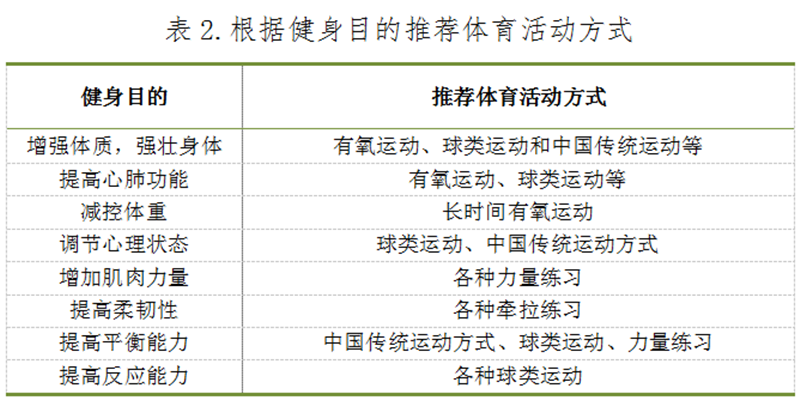 表 2.根据健身目的推荐体育活动方式
健身目的 推荐体育活动方式
增强体质，强壮身体 有氧运动、球类运动和中国传统运动等
提高心肺功能 有氧运动、球类运动等
减控体重 长时间有氧运动
调节心理状态 球类运动、中国传统运动方式
增加肌肉力量 各种力量练习
提高柔韧性 各种牵拉练习
提高平衡能力 中国传统运动方式、球类运动、力量练习
提高反应能力 各种球类运动